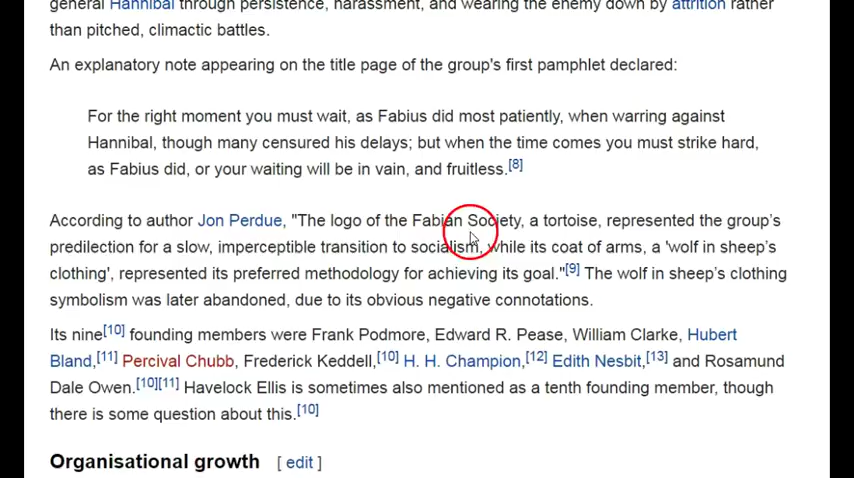 general Hannibal through persistence, harassment, and wearing the enemy down by attrition rather
than pitched, climactic battles.
An explanatory note appearing on the title page of the group's first pamphlet declared:
For the right moment you must wait, as Fabius did most patiently, when warring against
Hannibal, though many censured his delays; but when the time comes you must strike hard,
as Fabius did, or your waiting will be in vain, and fruitless.[8]
According to author Jon Perdue, "The logo of the Fabian Society, a tortoise, represented the group’s
predilection for a slow, imperceptible transition to socialism, while its coat of arms, a 'wolf in sheep’s
clothing', represented its preferred methodology for achieving its goal."[9] The wolf in sheep’s clothing
symbolism was later abandoned, due to its obvious negative connotations.
Its nine[10] founding members were Frank Podmore, Edward R. Pease, William Clarke, Hubert
Bland,[11] Percival Chubb, Frederick Keddell,[10] H. H. Champion,[12] Edith Nesbit,[13] and Rosamund
Dale Owen.[10][11] Havelock Ellis is sometimes also mentioned as a tenth founding member, though
there is some question about this.[10]
Organisational growth [ edit ]